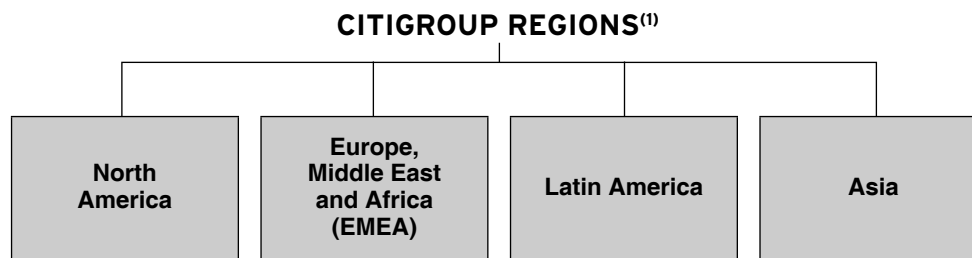 CITIGROUP REGIONS(1)
North
America
Europe,
Middle East
and Africa
(EMEA)
Latin America
Asia